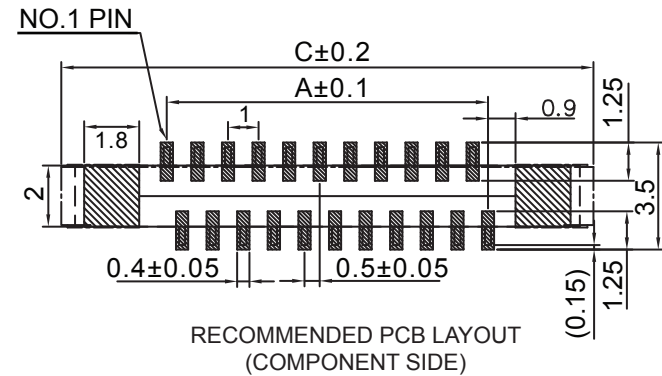 NO.1 PIN
C±0.2
A±0.1
1
0.9
1.25
1.8
2
3.5
0.4±0.05
0.5±0.05
(0.15)
1.25
RECOMMENDED PCB LAYOUT
(COMPONENT SIDE)